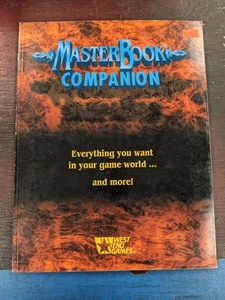 MASTERBOOK
COMPANION
Everything you want
in your game world ...
and more!
WEST
END
GAMES